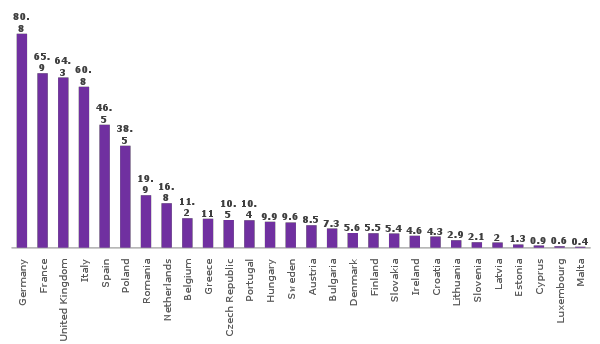 80.
8
65.
9
64.
3
60.
8
46.
5
38.
5
19.
9
16.
8
11.
2
11
10.
5
10.
4
9.9
9.6
8.5
7.3
5.6
5.5
5.4
4.6
4.3
2.9
2.1
2
1.3
0.9
0.6
0.4
Germany
France
United Kingdom
Italy
Spain
Poland
Romania
Netherlands
Belgium
Greece
Czech Republic
Portugal
Hungary
Sweden
Austria
Bulgaria
Denmark
Finland
Slovakia
Ireland
Croatia
Lithuania
Slovenia
Latvia
Estonia
Cyprus
Luxembourg
Malta